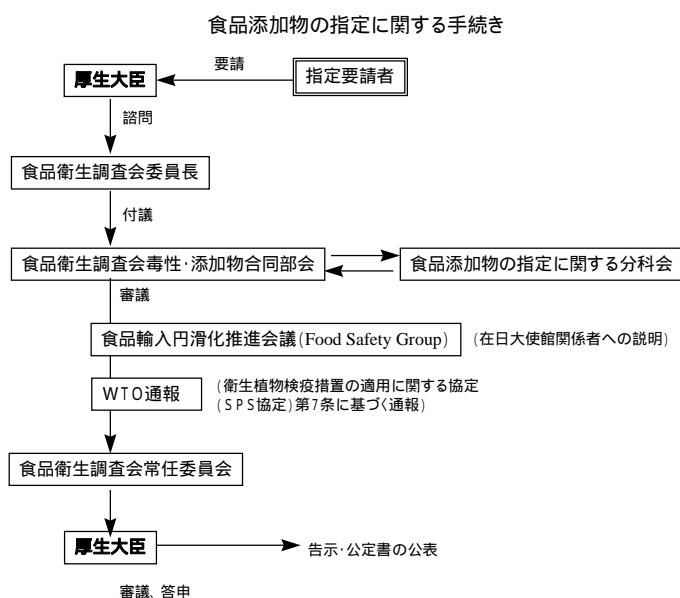 食品添加物の指定に関する手続き
要請
厚生大臣
指定要請者
諮問
食品衛生調査会委員長
付議
食品衛生調査会毒性・添加物合同部会
食品添加物の指定に関する分科会
審議
食品輸入円滑化推進会議(Food Safety Group)
(在日大使館関係者への説明)
WTO通報
(衛生植物検疫措置の適用に関する協定
(SPS協定)第7条に基づく通報)
食品衛生調査会常任委員会
厚生大臣
告示・公定書の公表
審議、答申